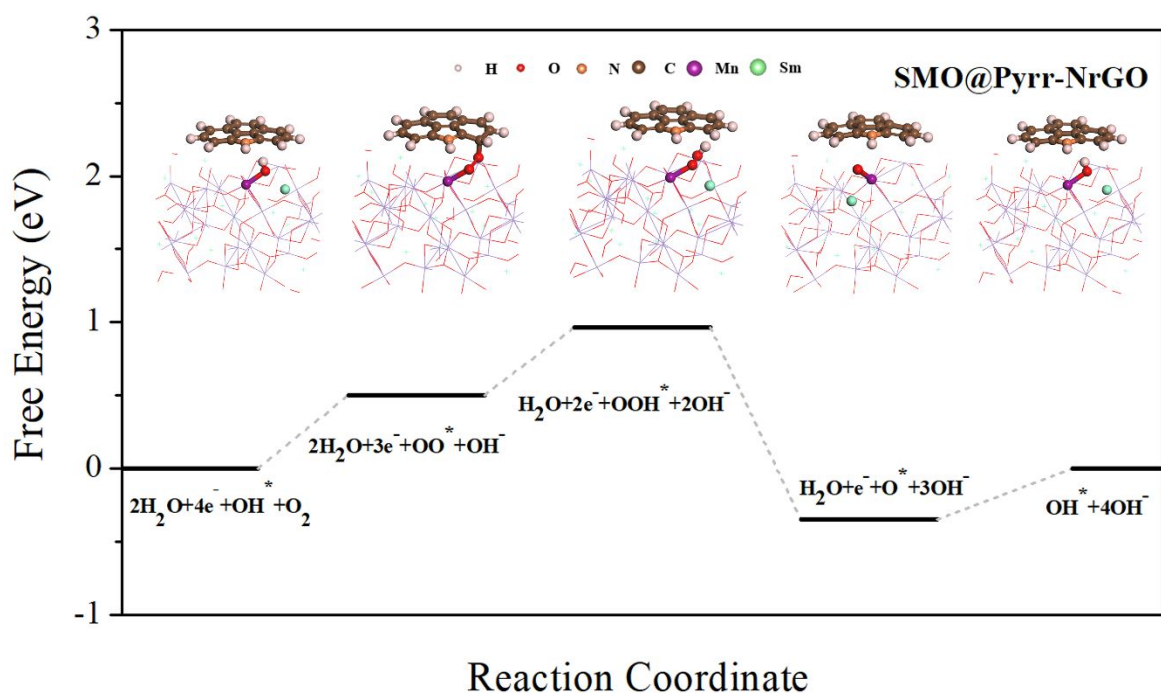 3
H O N C Mn Sm
SMO@Pyrr-NrGO
2
Free Energy (eV)
1
H₂O+2e⁻+OOH*+2OH⁻
2H₂O+3e⁻+OO*+OH⁻
0
2H₂O+4e⁻+OH*+O₂
H₂O+e⁻+O*+3OH⁻
OH*+4OH⁻
-1
Reaction Coordinate